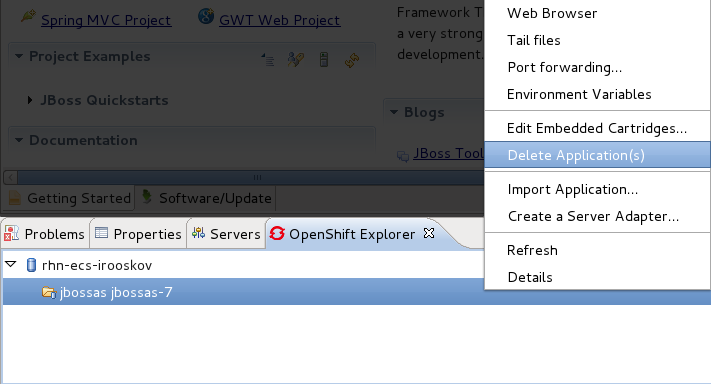 Spring MVC Project
GWT Web Project
Framework T
a very strong
development.
Project Examples
JBoss Quickstarts
Blogs
Documentation
JBoss Tool
Getting Started
Software/Update
Web Browser
Tail files
Port forwarding...
Environment Variables
Edit Embedded Cartridges...
Delete Application(s)
Import Application...
Create a Server Adapter...
Refresh
Details
Problems
Properties
Servers
OpenShift Explorer
rhn-ecs-irooskov
jbossas jbossas-7